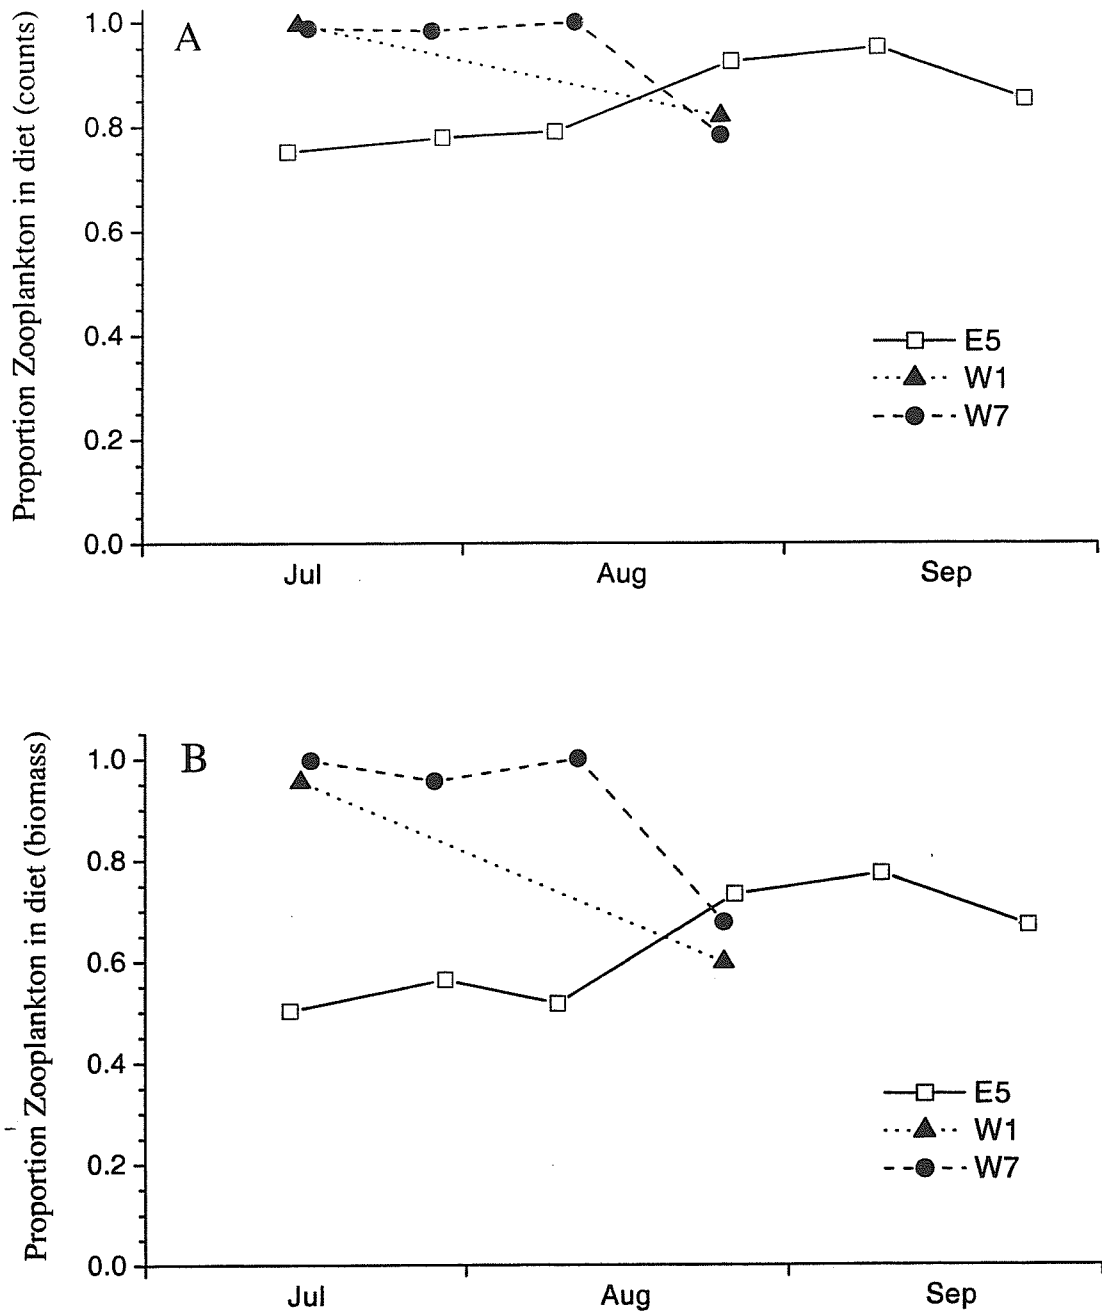 A
Proportion Zooplankton in diet (counts)
1.0
0.8
0.6
0.4
0.2
0.0
E5
W1
W7
Jul Aug Sep
B
Proportion Zooplankton in diet (biomass)
1.0
0.8
0.6
0.4
0.2
0.0
E5
W1
W7
Jul Aug Sep